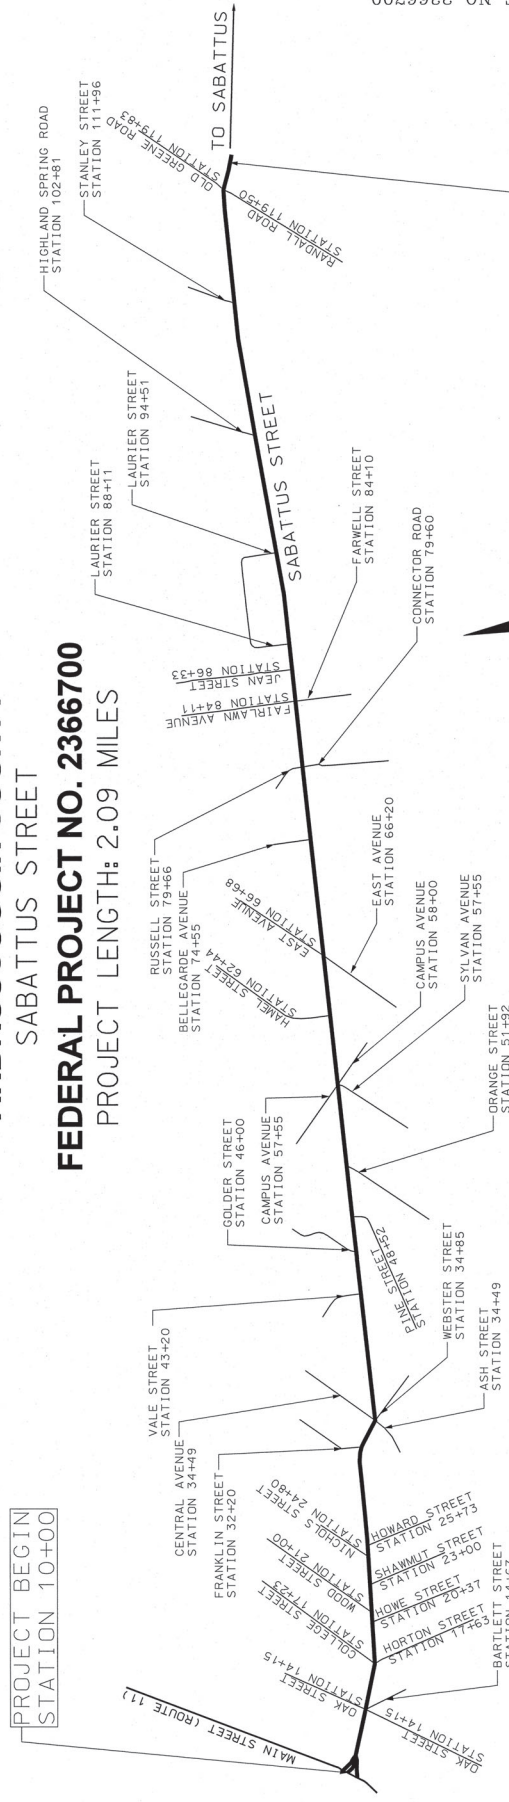 SABATTUS STREET
FEDERAL PROJECT NO. 2366700
PROJECT LENGTH: 2.09 MILES
PROJECT BEGIN
STATION 10+00
MAIN STREET (ROUTE 11)
OAK STREET
STATION 14+15
OAK STREET
STATION 14+15
BARTLETT STREET
COLLEGE STREET
STATION 17+23
HORTON STREET
STATION 17+63
HOWE STREET
STATION 20+37
WOOD STREET
STATION 21+00
SHAWMUT STREET
STATION 23+00
NICHOLS STREET
STATION 24+80
HOWARD STREET
STATION 25+73
FRANKLIN STREET
STATION 32+20
CENTRAL AVENUE
STATION 34+49
ASH STREET
STATION 34+49
WEBSTER STREET
STATION 34+85
VALE STREET
STATION 43+20
GOLDER STREET
STATION 46+00
PINE STREET
STATION 48+52
ORANGE STREET
STATION 51+92
CAMPUS AVENUE
STATION 57+55
SYLVAN AVENUE
STATION 57+55
CAMPUS AVENUE
STATION 58+00
HAMEL STREET
STATION 62+44
EAST AVENUE
STATION 66+20
EAST AVENUE
STATION 66+68
BELLEGARDE AVENUE
STATION 74+55
RUSSELL STREET
STATION 79+66
CONNECTOR ROAD
STATION 79+60
FARWELL STREET
STATION 84+10
FAIRLAWN AVENUE
STATION 84+11
JEAN STREET
STATION 86+33
LAURIER STREET
STATION 88+11
LAURIER STREET
STATION 94+51
SABATTUS STREET
HIGHLAND SPRING ROAD
STATION 102+81
STANLEY STREET
STATION 111+96
RANDALL ROAD
STATION 119+50
OLD GREENE ROAD
STATION 119+83
TO SABATTUS